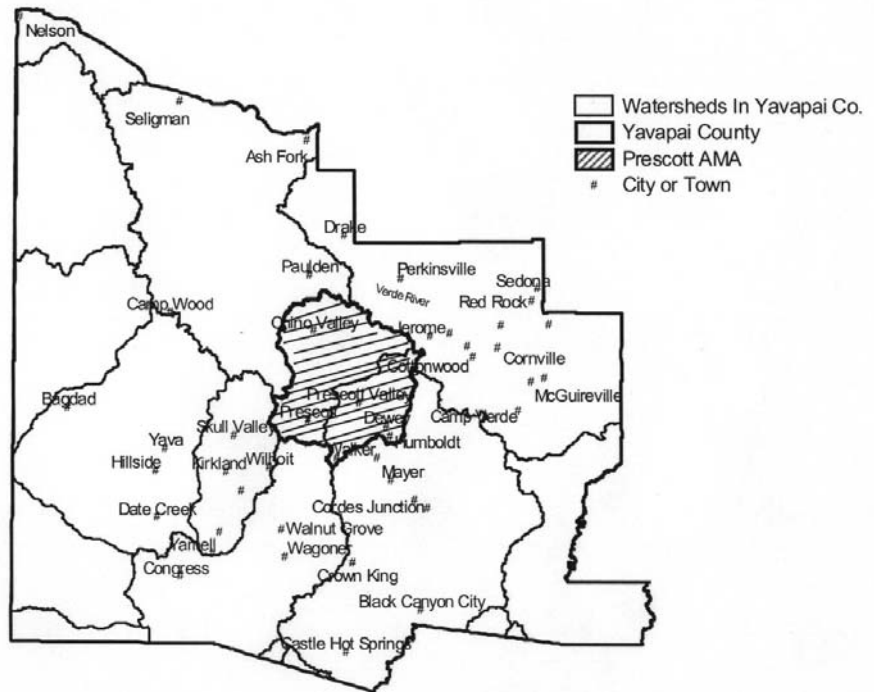 Nelson
Seligman
Ash Fork
Watersheds In Yavapai Co.
Yavapai County
Prescott AMA
# City or Town
Drake
Paulden
Perkinsville
Sedona
Verde River
Red Rock
Camp Wood
Chino Valley
Jerome
Cottonwood
Cornville
Bagdad
Prescott Valley
McGuireville
Prescott
Dewey
Camp Verde
Skull Valley
Humboldt
Yava
Walker
Hillside
Kirkland
Wilhoit
Mayer
Date Creek
Cordes Junction
Walnut Grove
Yarnell
Wagoner
Congress
Crown King
Black Canyon City
Castle Hot Springs